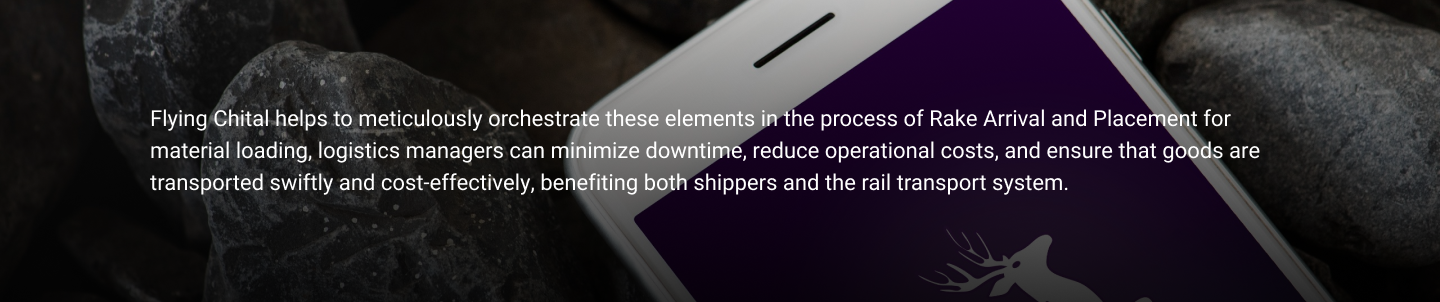 Flying Chital helps to meticulously orchestrate these elements in the process of Rake Arrival and Placement for
material loading, logistics managers can minimize downtime, reduce operational costs, and ensure that goods are
transported swiftly and cost-effectively, benefiting both shippers and the rail transport system.